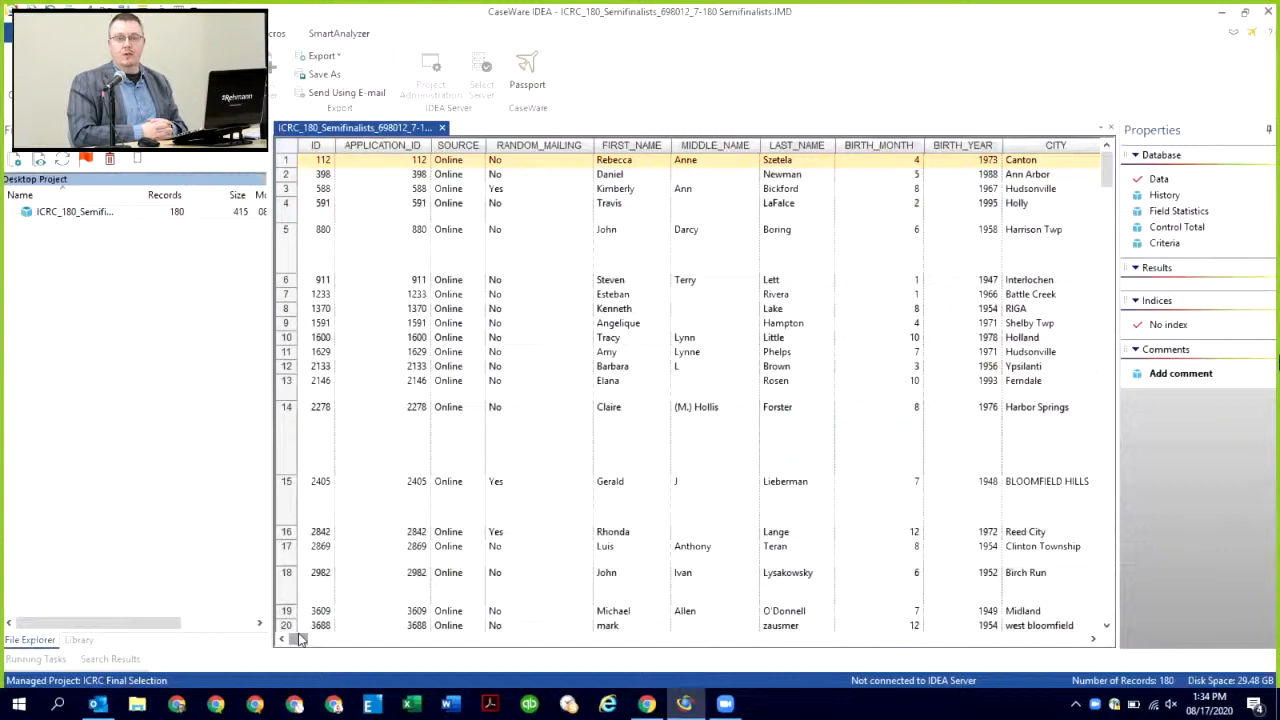 CaseWare IDEA - ICRC_180_Semifinalists_698012_7-180 Semifinalists.IMD
SmartAnalyzer
Export
Save As
Send Using E-mail
Export
Project Administration
Select Server
IDEA Server
Passport
CaseWare
Rehmann
ICRC_180_Semifinalists_698012_7-1...
Desktop Project
Name Records Size Mo
ICRC_180_Semifi... 180 415 08
ID APPLICATION_ID SOURCE RANDOM_MAILING FIRST_NAME MIDDLE_NAME LAST_NAME BIRTH_MONTH BIRTH_YEAR CITY
1 112 112 Online No Rebecca Anne Szetela 4 1973 Canton
2 398 398 Online No Daniel Newman 5 1988 Ann Arbor
3 588 588 Online Yes Kimberly Ann Bickford 8 1967 Hudsonville
4 591 591 Online No Travis LaFalce 2 1995 Holly
5 880 880 Online No John Darcy Boring 6 1958 Harrison Twp
6 911 911 Online No Steven Terry Lett 1 1947 Interlochen
7 1233 1233 Online No Esteban Rivera 1 1966 Battle Creek
8 1370 1370 Online No Kenneth Lake 8 1954 RIGA
9 1591 1591 Online No Angelique Hampton 4 1971 Shelby Twp
10 1600 1600 Online No Tracy Lynn Little 10 1978 Holland
11 1629 1629 Online No Amy Lynne Phelps 7 1971 Hudsonville
12 2133 2133 Online No Barbara L Brown 3 1956 Ypsilanti
13 2146 2146 Online No Elana Rosen 10 1993 Ferndale
14 2278 2278 Online No Claire (M.) Hollis Forster 8 1976 Harbor Springs
15 2405 2405 Online Yes Gerald J Lieberman 7 1948 BLOOMFIELD HILLS
16 2842 2842 Online Yes Rhonda Lange 12 1972 Reed City
17 2869 2869 Online No Luis Anthony Teran 8 1954 Clinton Township
18 2982 2982 Online No John Ivan Lysakowsky 6 1952 Birch Run
19 3609 3609 Online No Michael Allen O'Donnell 7 1949 Midland
20 3688 3688 Online No mark zausmer 12 1954 west bloomfield
Properties
Database
Data
History
Field Statistics
Control Total
Criteria
Results
Indices
No index
Comments
Add comment
File Explorer Library
Running Tasks Search Results
Managed Project: ICRC Final Selection Not connected to IDEA Server Number of Records: 180 Disk Space: 29.48 GB
1:34 PM
08/17/2020